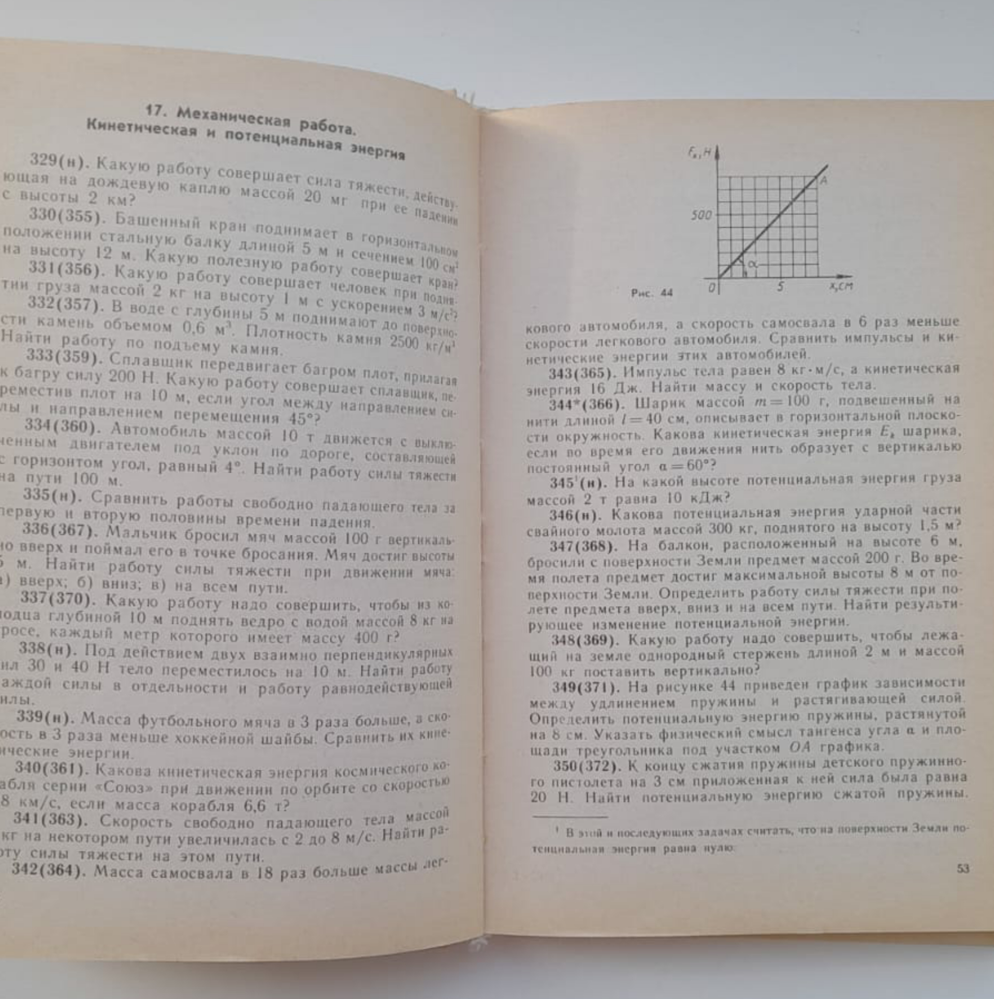 17. Механическая работа.
Кинетическая и потенциальная энергия
329(н). Какую работу совершает сила тяжести, действу-
ющая на дождевую каплю массой 20 мг при ее падении
с высоты 2 км?
330(355). Башенный кран поднимает в горизонтальном
положении стальную балку длиной 5 м и сечением 100 см²
на высоту 12 м. Какую полезную работу совершает кран?
331(356). Какую работу совершает человек при подня-
тии груза массой 2 кг на высоту 1 м с ускорением 3 м/с²?
332(357). В воде с глубины 5 м поднимают до поверхно-
сти камень объемом 0,6 м³. Плотность камня 2500 кг/м³
Найти работу по подъему камня.
333(359). Сплавщик передвигает багром плот, прилагая
к багру силу 200 Н. Какую работу совершает сплавщик, пе-
реместив плот на 10 м, если угол между направлением си-
лы и направлением перемещения 45°?
334(360). Автомобиль массой 10 т движется с выклю-
ченным двигателем под уклон по дороге, составляющей
с горизонтом угол, равный 4°. Найти работу силы тяжести
на пути 100 м.
335(н). Сравнить работы свободно падающего тела за
первую и вторую половины времени падения.
336(367). Мальчик бросил мяч массой 100 г вертикаль-
но вверх и поймал его в точке бросания. Мяч достиг высоты
м. Найти работу силы тяжести при движении мяча:
) вверх; б) вниз; в) на всем пути.
337(370). Какую работу надо совершить, чтобы из ко-
лодца глубиной 10 м поднять ведро с водой массой 8 кг на
тросе, каждый метр которого имеет массу 400 г?
338(н). Под действием двух взаимно перпендикулярных
ил 30 и 40 Н тело переместилось на 10 м. Найти работу
аждой силы в отдельности и работу равнодействующей
илы.
339(н). Масса футбольного мяча в 3 раза больше, а ско-
ость в 3 раза меньше хоккейной шайбы. Сравнить их кине-
ические энергии.
340(361). Какова кинетическая энергия космического ко-
абля серии «Союз» при движении по орбите со скоростью
8 км/с, если масса корабля 6,6 т?
341(363). Скорость свободно падающего тела массой
кг на некотором пути увеличилась с 2 до 8 м/с. Найти ра-
оту силы тяжести на этом пути.
342(364). Масса самосвала в 18 раз больше массы лег-
Fх, Н
А
500
α
0
5
х,см
Рис. 44
кового автомобиля, а скорость самосвала в 6 раз меньше
скорости легкового автомобиля. Сравнить импульсы и ки-
нетические энергии этих автомобилей.
343(365). Импульс тела равен 8 кг·м/с, а кинетическая
энергия 16 Дж. Найти массу и скорость тела.
344*(366). Шарик массой m=100 г, подвешенный на
нити длиной l=40 см, описывает в горизонтальной плоско-
сти окружность. Какова кинетическая энергия Eк шарика,
если во время его движения нить образует с вертикалью
постоянный угол α=60°?
345¹(н). На какой высоте потенциальная энергия груза
массой 2 т равна 10 кДж?
346(н). Какова потенциальная энергия ударной части
свайного молота массой 300 кг, поднятого на высоту 1,5 м?
347(368). На балкон, расположенный на высоте 6 м,
бросили с поверхности Земли предмет массой 200 г. Во вре-
мя полета предмет достиг максимальной высоты 8 м от по-
верхности Земли. Определить работу силы тяжести при по-
лете предмета вверх, вниз и на всем пути. Найти результи-
рующее изменение потенциальной энергии.
348(369). Какую работу надо совершить, чтобы лежа-
щий на земле однородный стержень длиной 2 м и массой
100 кг поставить вертикально?
349(371). На рисунке 44 приведен график зависимости
между удлинением пружины и растягивающей силой.
Определить потенциальную энергию пружины, растянутой
на 8 см. Указать физический смысл тангенса угла α и пло-
щади треугольника под участком OA графика.
350(372). К концу сжатия пружины детского пружинно-
го пистолета на 3 см приложенная к ней сила была равна
20 Н. Найти потенциальную энергию сжатой пружины.
¹ В этой и последующих задачах считать, что на поверхности Земли по-
тенциальная энергия равна нулю.
53